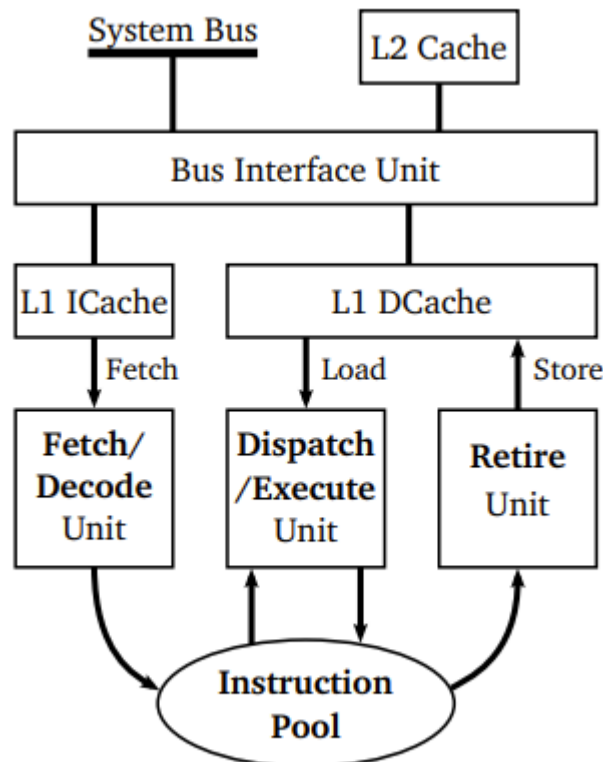 System Bus
L2 Cache
Bus Interface Unit
L1 ICache
L1 DCache
Fetch
Load
Store
Fetch/
Decode
Unit
Dispatch
/Execute
Unit
Retire
Unit
Instruction
Pool